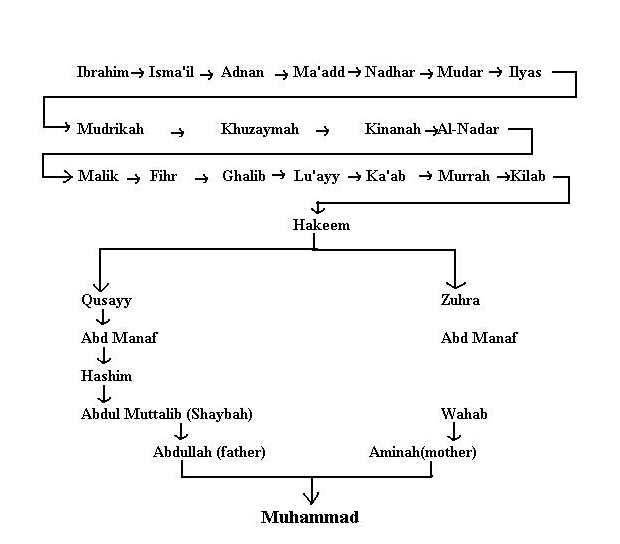 Ibrahim Isma'il Adnan Ma'add Nadhar Mudar Ilyas
Mudrikah Khuzaymah Kinanah Al-Nadar
Malik Fihr Ghalib Lu'ayy Ka'ab Murrah Kilab
Hakeem
Qusayy Zuhra
Abd Manaf Abd Manaf
Hashim
Abdul Muttalib (Shaybah) Wahab
Abdullah (father) Aminah(mother)
Muhammad